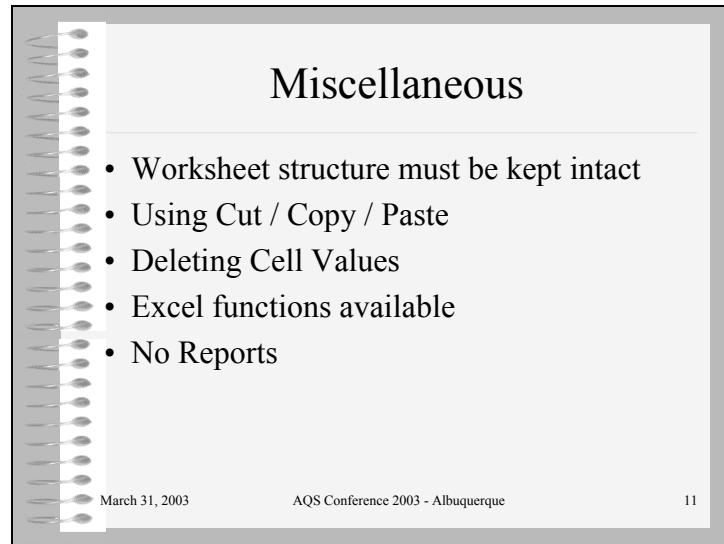 Miscellaneous
• Worksheet structure must be kept intact
• Using Cut / Copy / Paste
• Deleting Cell Values
• Excel functions available
• No Reports
March 31, 2003 AQS Conference 2003 - Albuquerque 11